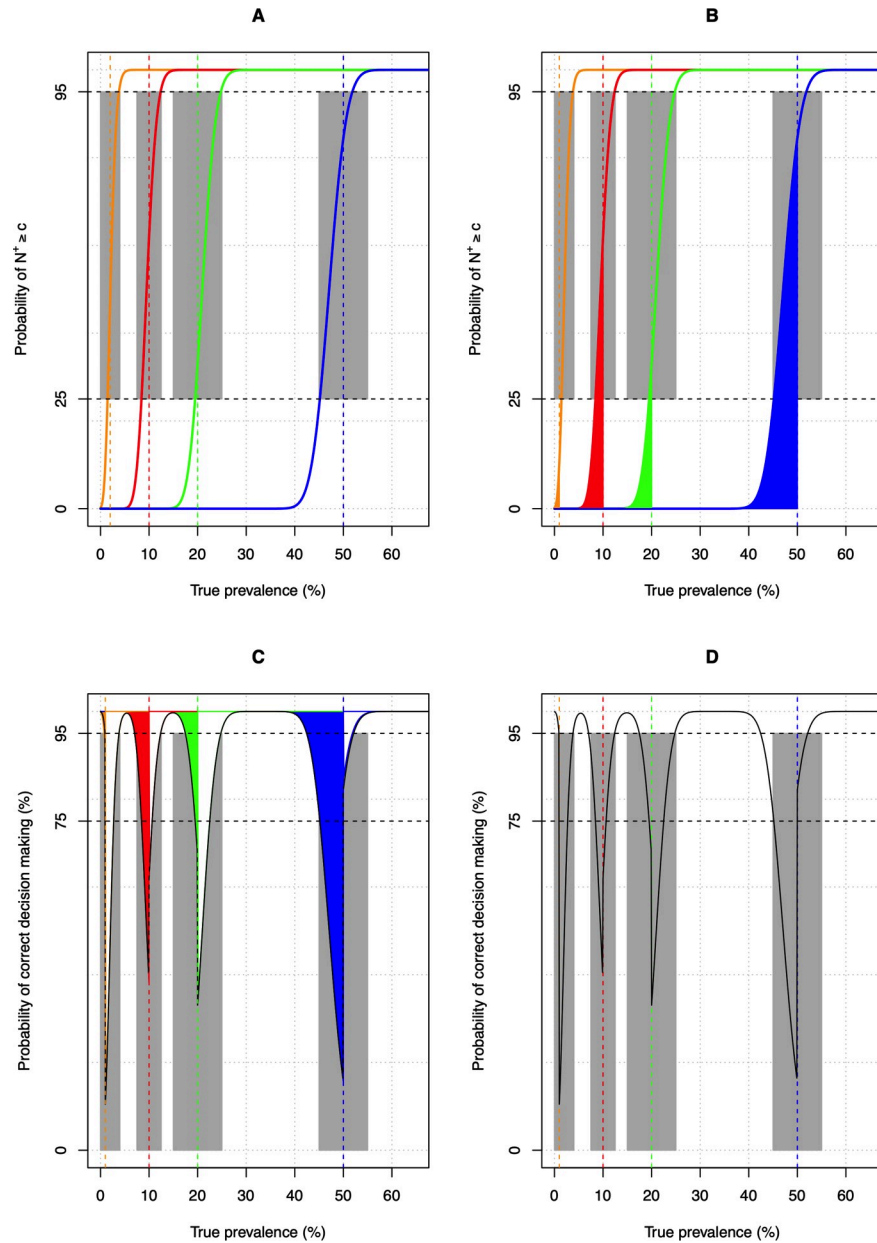 A
95
25
0
Probability of N⁺ ≥ c
0 10 20 30 40 50 60
True prevalence (%)
B
95
25
0
Probability of N⁺ ≥ c
0 10 20 30 40 50 60
True prevalence (%)
C
95
75
0
Probability of correct decision making (%)
0 10 20 30 40 50 60
True prevalence (%)
D
95
75
0
Probability of correct decision making (%)
0 10 20 30 40 50 60
True prevalence (%)